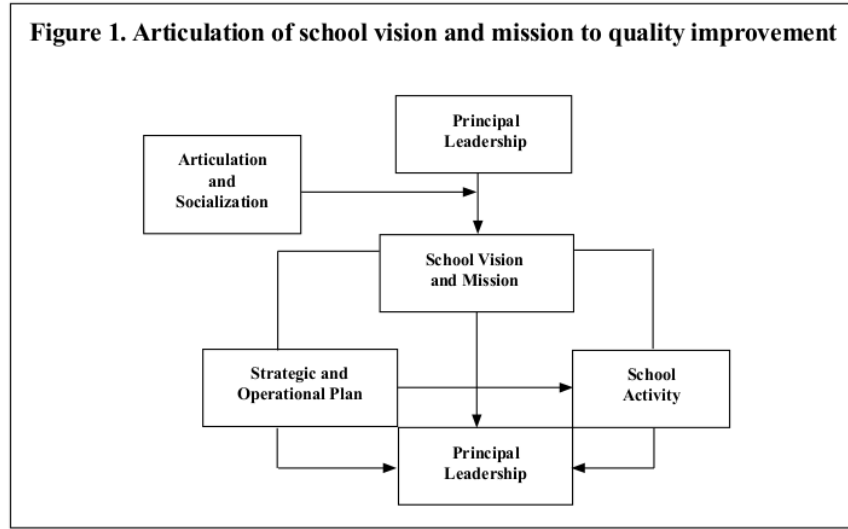 Figure 1. Articulation of school vision and mission to quality improvement
Principal
Leadership
Articulation
and
Socialization
School Vision
and Mission
Strategic and
Operational Plan
School
Activity
Principal
Leadership